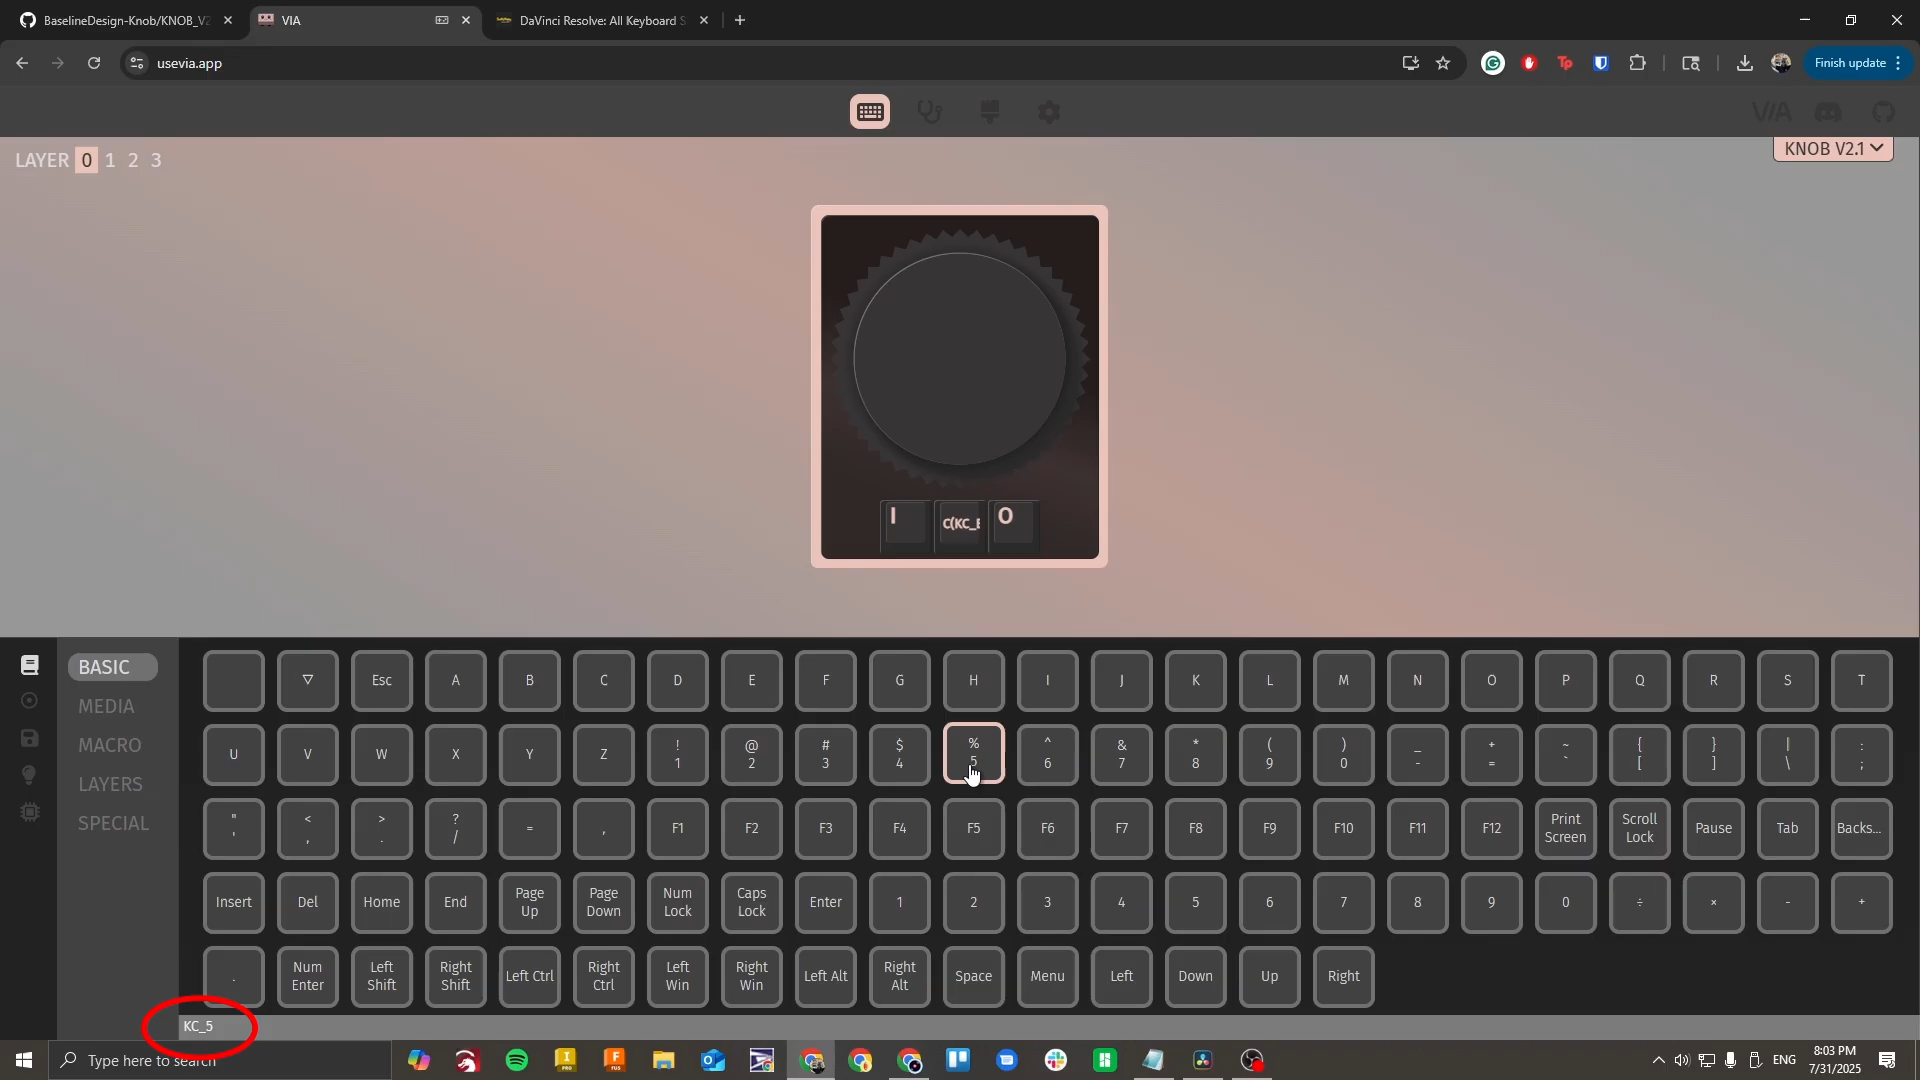 BaselineDesign-Knob/KNOB_V2
VIA
DaVinci Resolve: All Keyboard S
usevia.app
Finish update
VIA
LAYER 0 1 2 3
KNOB V2.1
I
C(KC_B
O
BASIC
MEDIA
MACRO
LAYERS
SPECIAL
▽ Esc A B C D E F G H I J K L M N O P Q R S T
U V W X Y Z ! 1 @ 2 # 3 $ 4 % 5 ^ 6 & 7 * 8 ( 9 ) 0 _ - + = ~ ` { [ } ] | \ : ;
" ' < , > . ? / = , F1 F2 F3 F4 F5 F6 F7 F8 F9 F10 F11 F12 Print Screen Scroll Lock Pause Tab Backs...
Insert Del Home End Page Up Page Down Num Lock Caps Lock Enter 1 2 3 4 5 6 7 8 9 0 ÷ × - +
. Num Enter Left Shift Right Shift Left Ctrl Right Ctrl Left Win Right Win Left Alt Right Alt Space Menu Left Down Up Right
KC_5
Type here to search
ENG
8:03 PM
7/31/2025